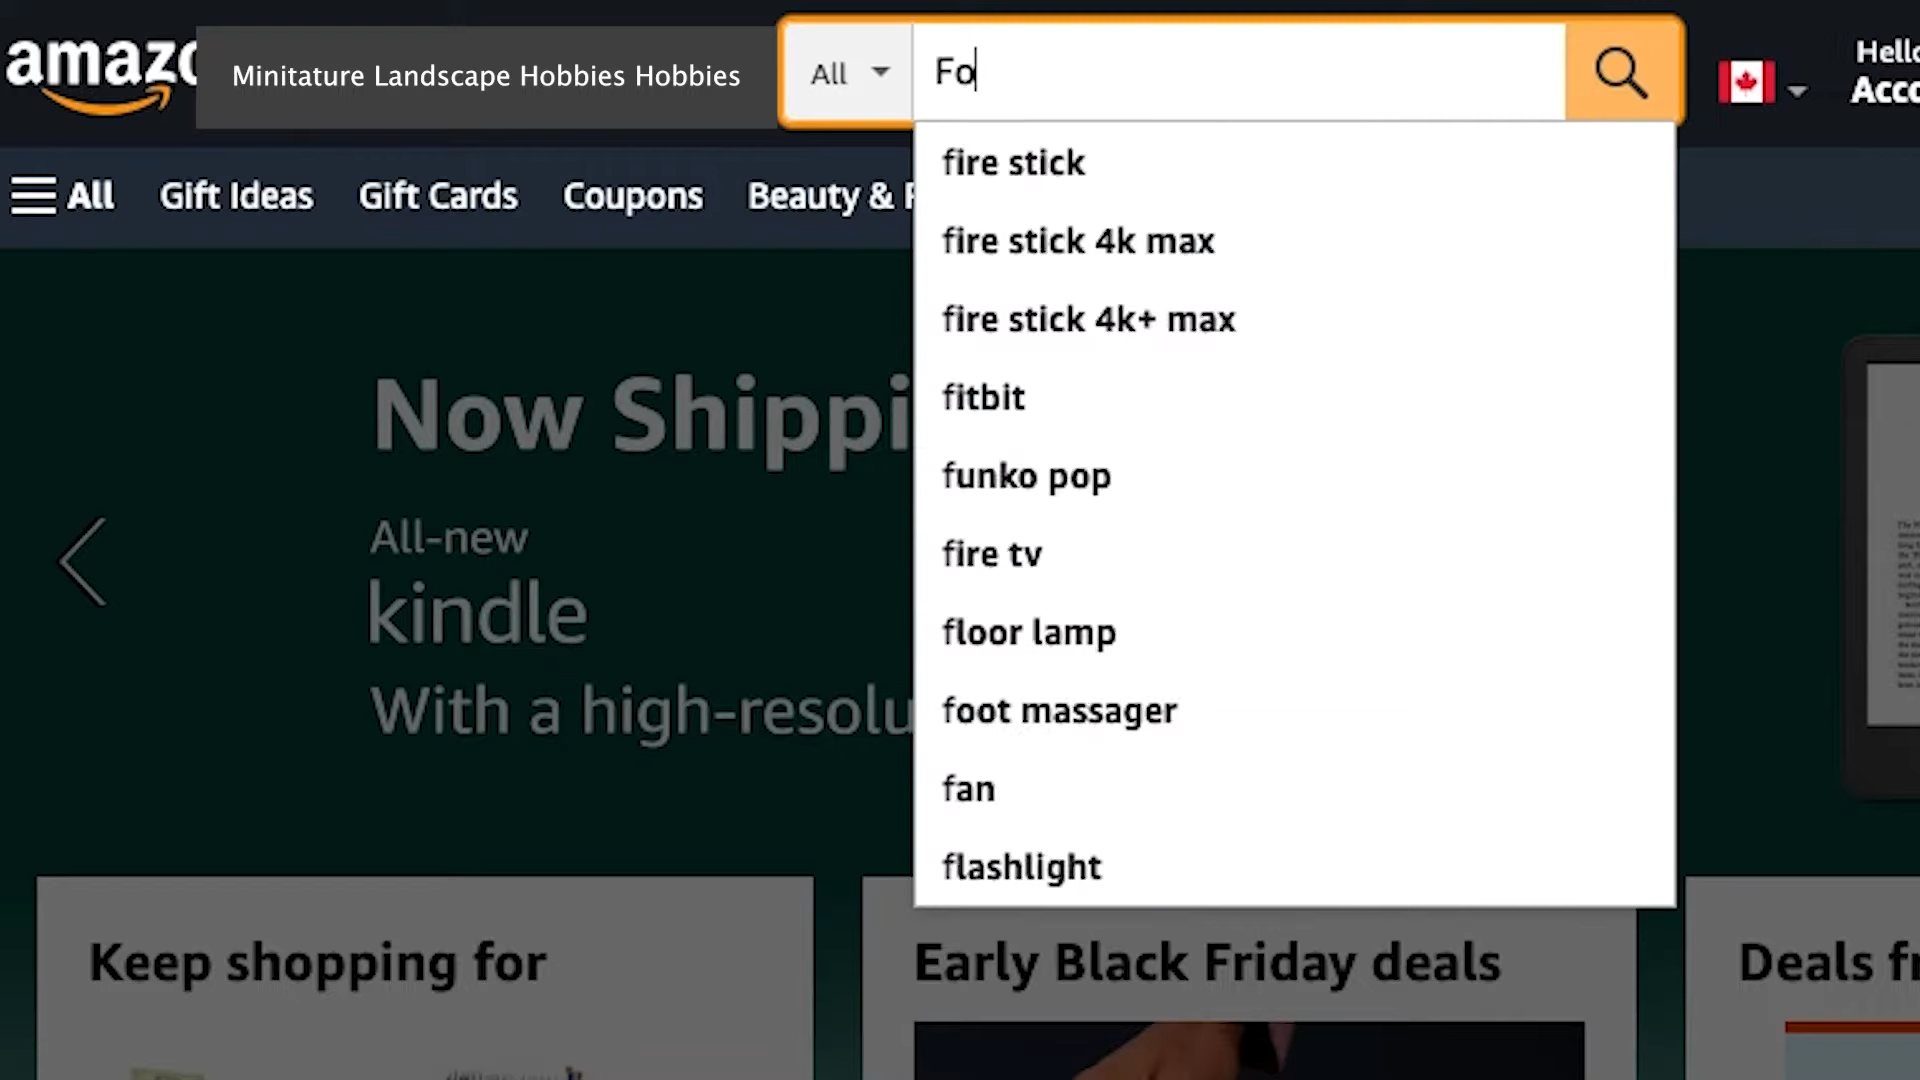 amazo
Minitature Landscape Hobbies Hobbies
All
Fo
Hello
Acco
All
Gift Ideas
Gift Cards
Coupons
Beauty & P
fire stick
fire stick 4k max
fire stick 4k+ max
fitbit
funko pop
fire tv
floor lamp
foot massager
fan
flashlight
Now Shippi
All-new
kindle
With a high-resolu
Keep shopping for
Early Black Friday deals
Deals fr